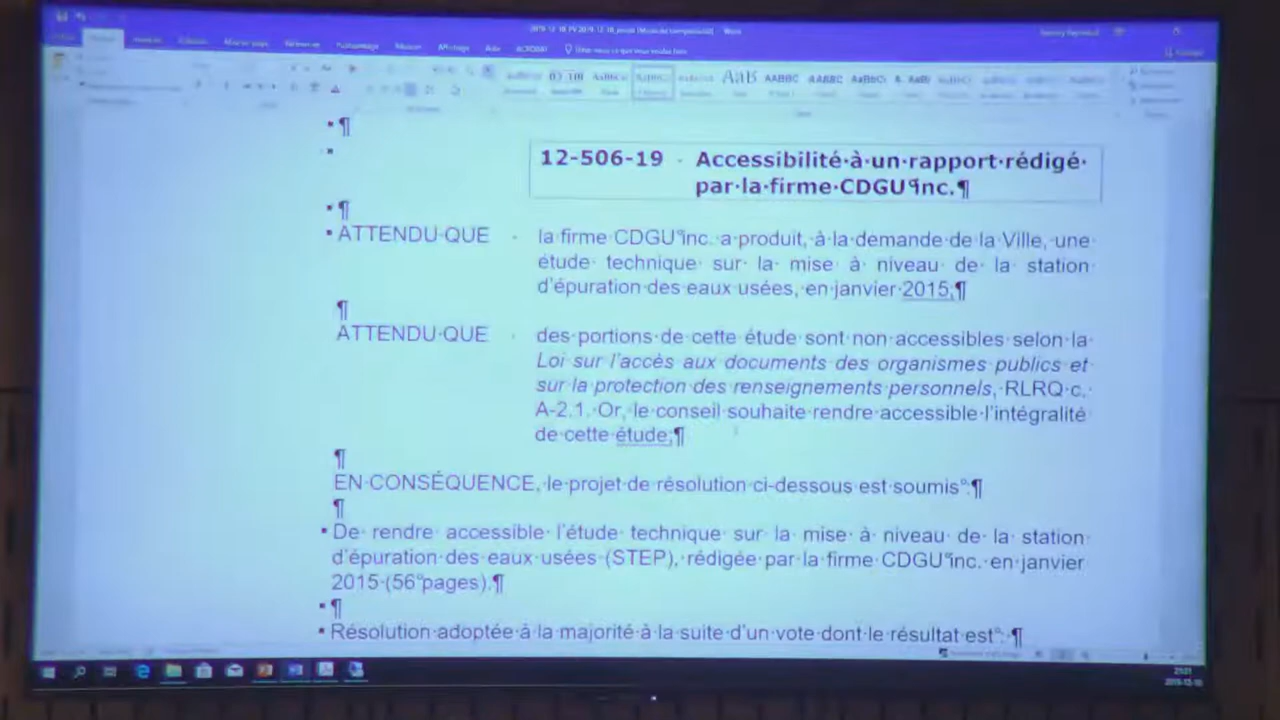 Affichage Aide ACROBAT
12-506-19 Accessibilité à un rapport rédigé
par la firme CDGU inc.¶
¶
ATTENDU QUE la firme CDGU inc. a produit, à la demande de la Ville, une
étude technique sur la mise à niveau de la station
d'épuration des eaux usées, en janvier 2015;¶
¶
ATTENDU QUE des portions de cette étude sont non accessibles selon la
Loi sur l'accès aux documents des organismes publics et
sur la protection des renseignements personnels, RLRQ c.
A-2.1. Or, le conseil souhaite rendre accessible l'intégralité
de cette étude;¶
¶
EN CONSÉQUENCE, le projet de résolution ci-dessous est soumis :¶
¶
De rendre accessible l'étude technique sur la mise à niveau de la station
d'épuration des eaux usées (STEP), rédigée par la firme CDGU inc. en janvier
2015 (56 pages).¶
¶
Résolution adoptée à la majorité à la suite d'un vote dont le résultat est : ¶